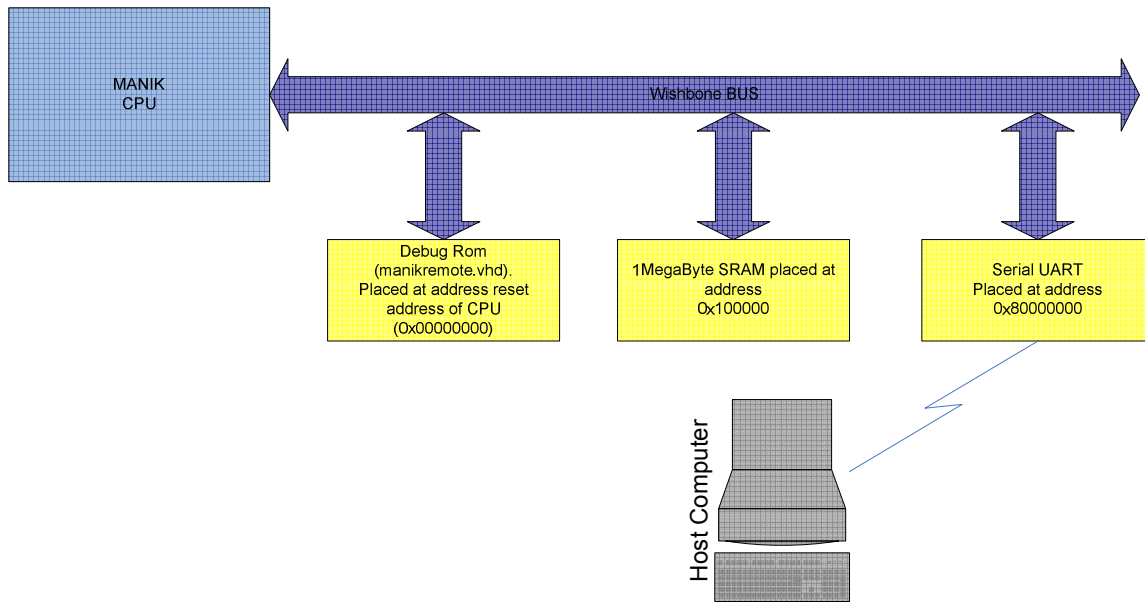 MANIK
CPU
Wishbone BUS
Debug Rom
(manikremote.vhd).
Placed at address reset
address of CPU
(0x00000000)
1MegaByte SRAM placed at
address
0x100000
Serial UART
Placed at address
0x80000000
Host Computer